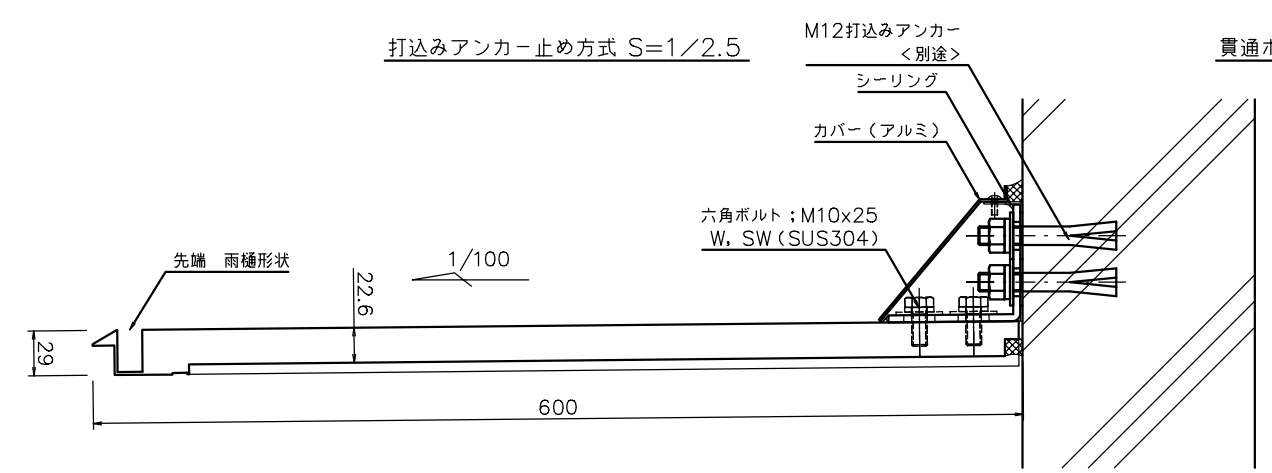 打込みアンカー止め方式 S=1/2.5
M12打込みアンカー
<別途>
シーリング
カバー(アルミ)
六角ボルト;M10x25
W, SW(SUS304)
先端 雨樋形状
1/100
22.6
29
600
貫通